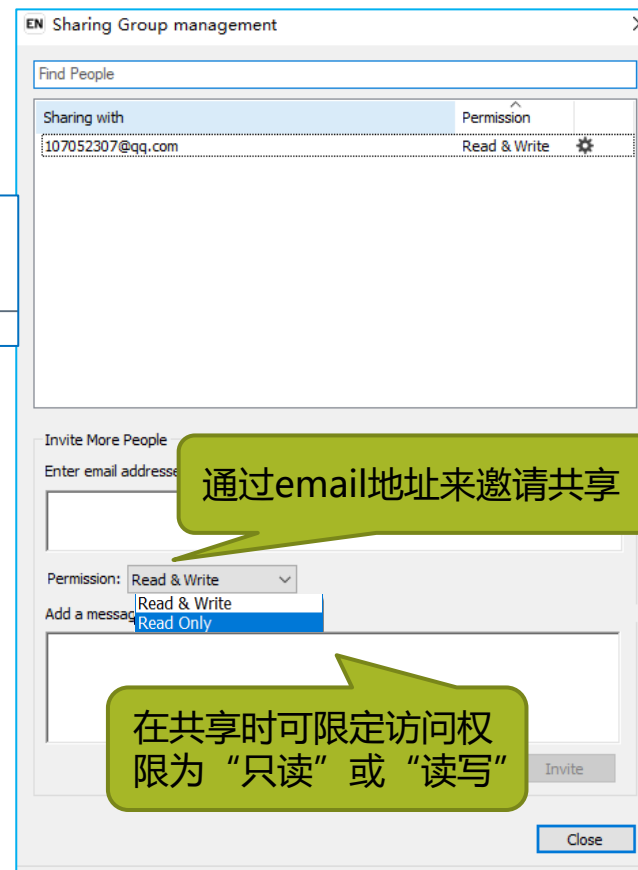 EN Sharing Group management
Find People
Sharing with Permission
107052307@qq.com Read & Write
Invite More People
Enter email addresse
通过email地址来邀请共享
Permission: Read & Write
Read & Write
Read Only
Add a messag
在共享时可限定访问权
限为“只读”或“读写”
Invite
Close